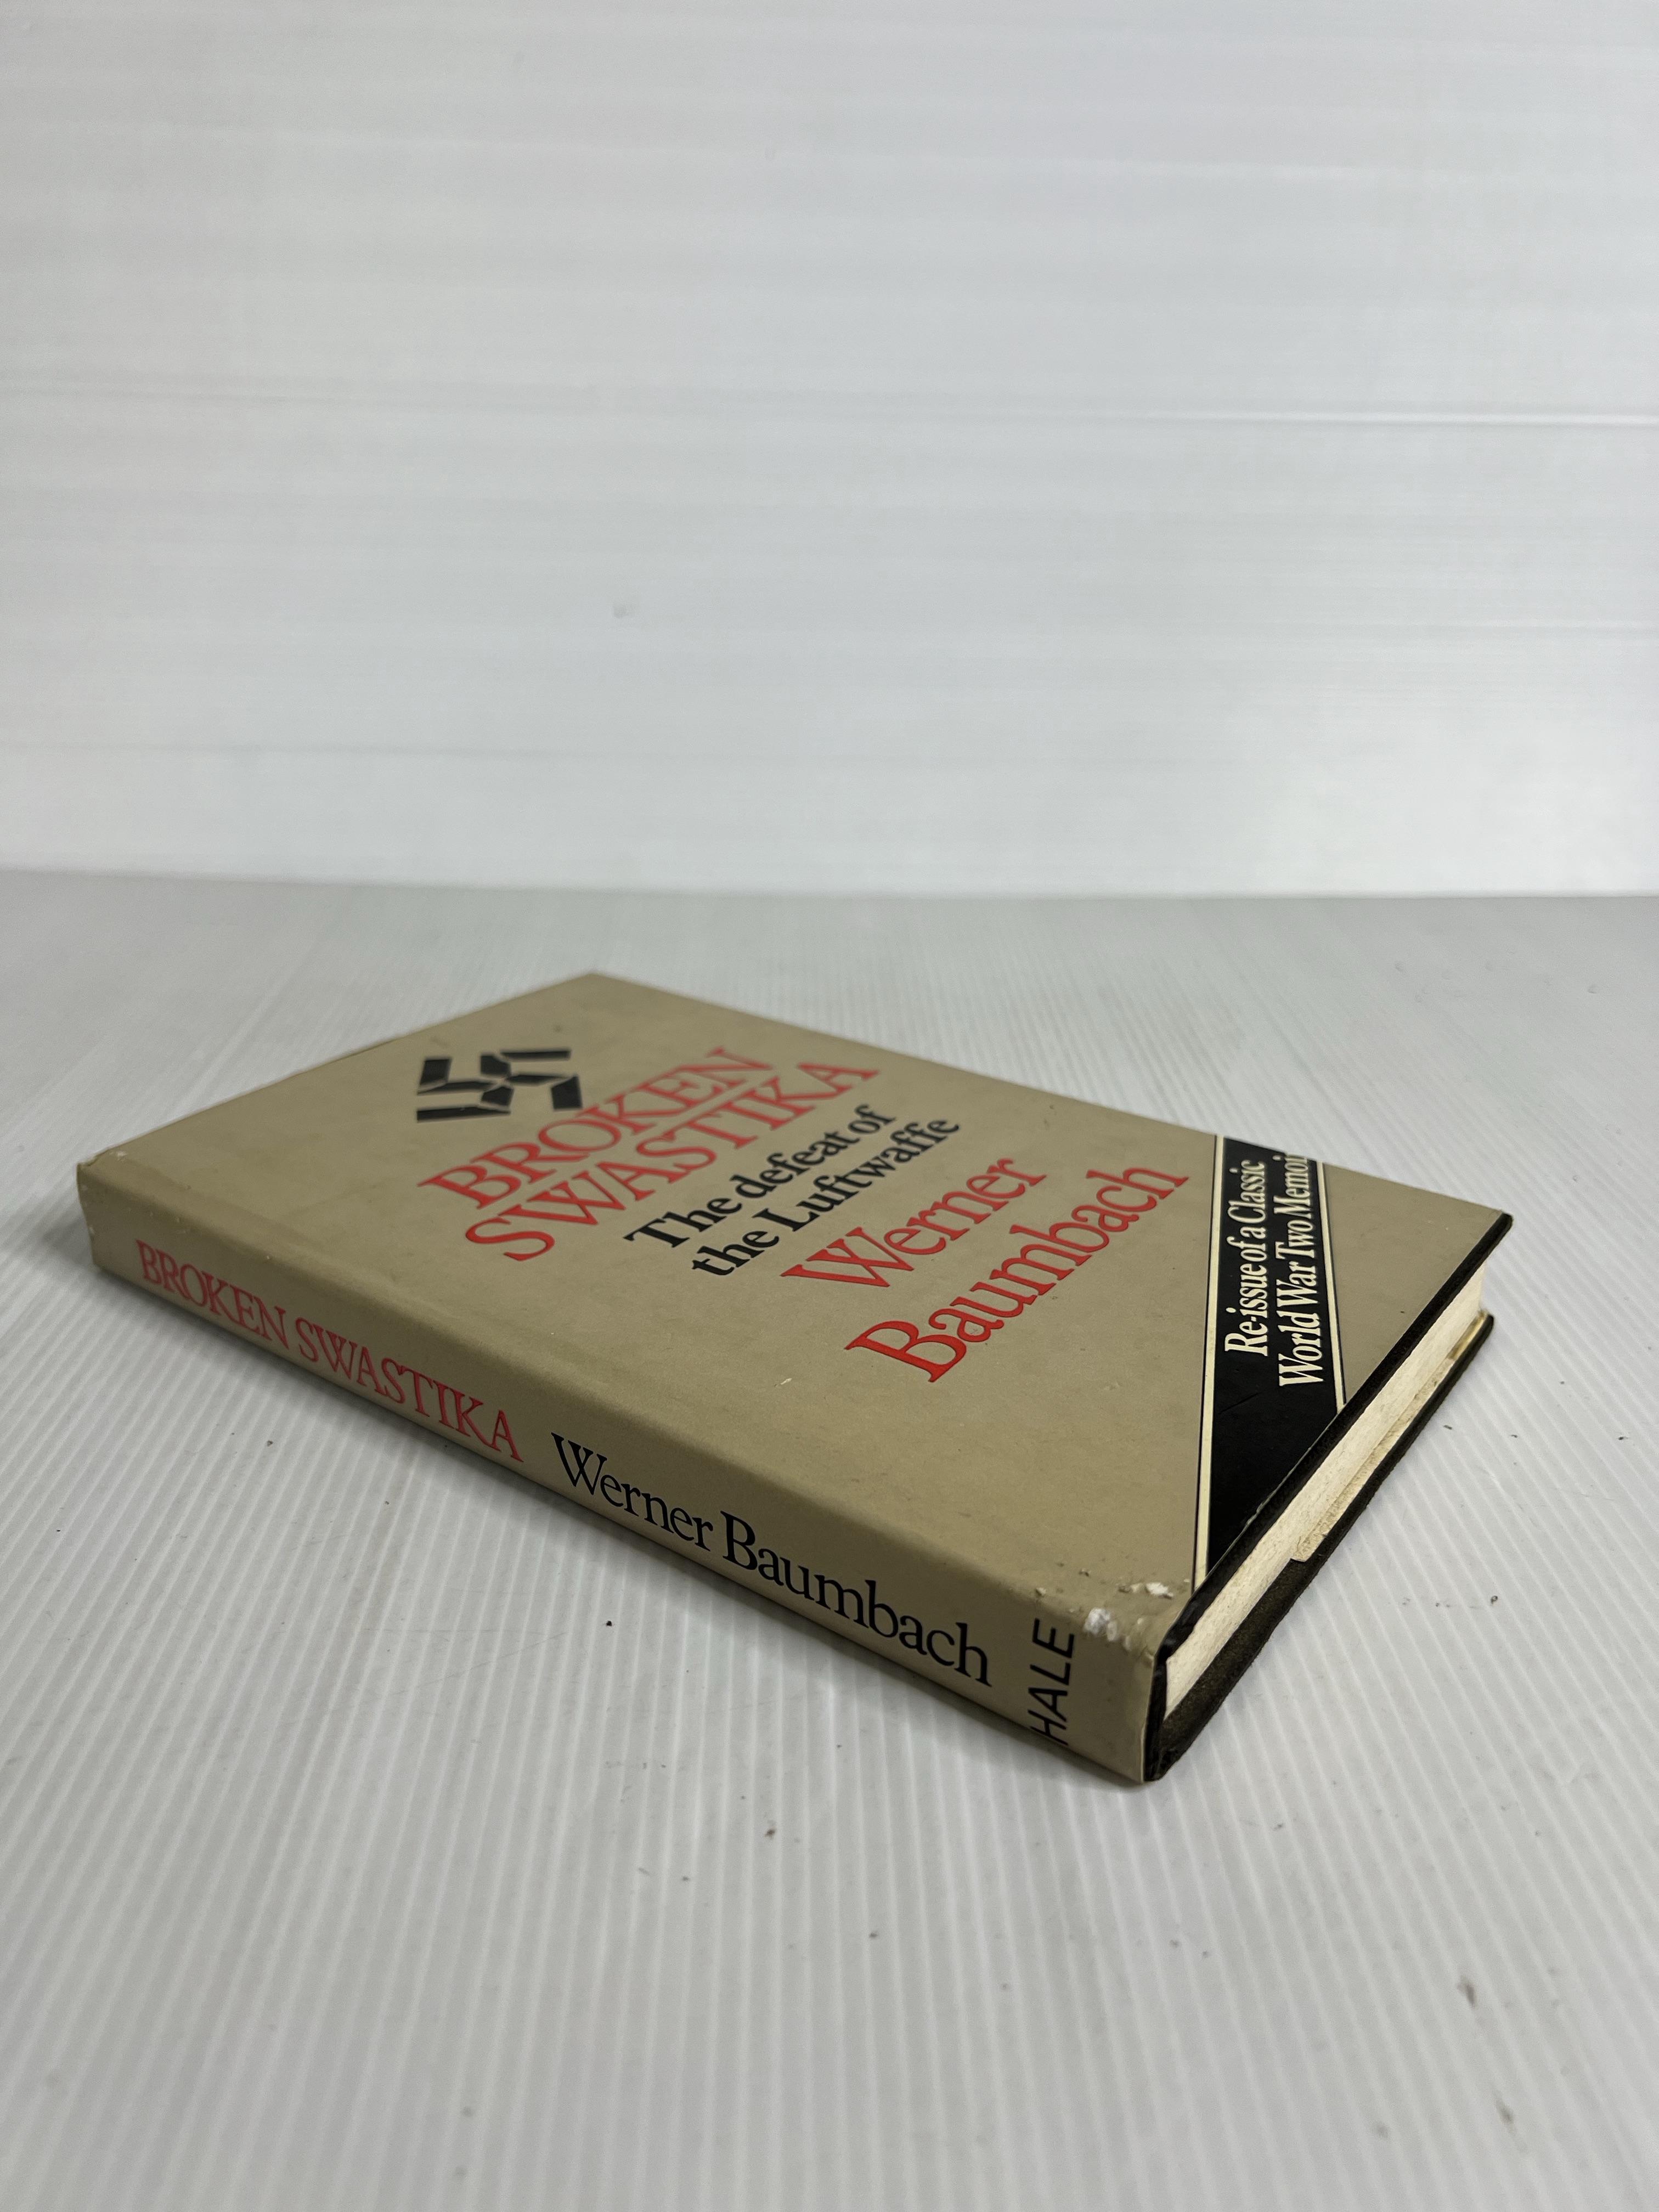 BROKEN
SWASTIKA
The defeat of
the Luftwaffe
Werner
Baumbach
Re-issue of a Classic
World War Two Memoir
BROKEN SWASTIKA Werner Baumbach HALE